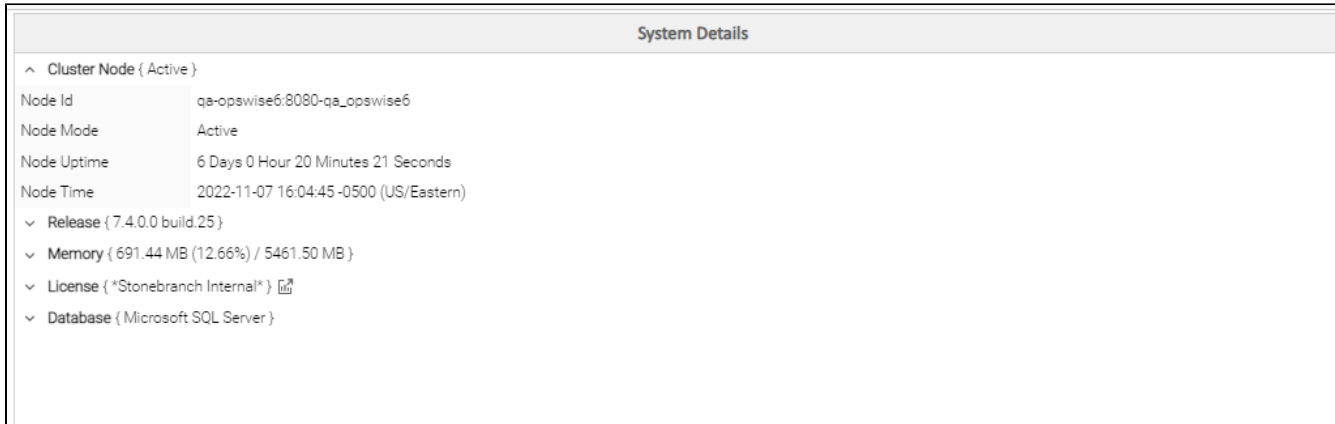 System Details
Cluster Node { Active }
Node Id qa-opswise6:8080-qa_opswise6
Node Mode Active
Node Uptime 6 Days 0 Hour 20 Minutes 21 Seconds
Node Time 2022-11-07 16:04:45 -0500 (US/Eastern)
Release { 7.4.0.0 build.25 }
Memory { 691.44 MB (12.66%) / 5461.50 MB }
License { *Stonebranch Internal* }
Database { Microsoft SQL Server }